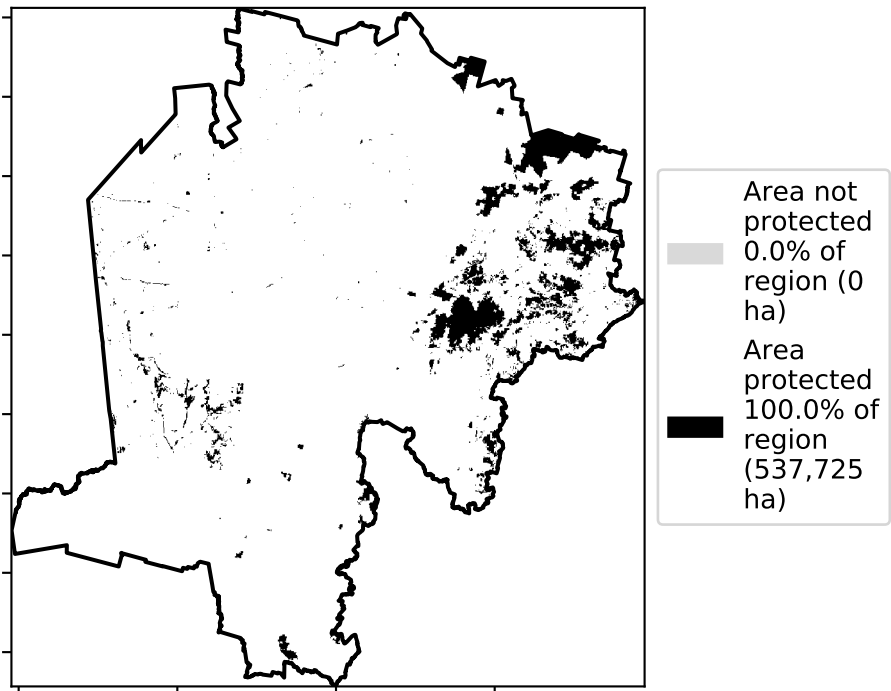 Area not
protected
0.0% of
region (0
ha)
Area
protected
100.0% of
region
(537,725
ha)